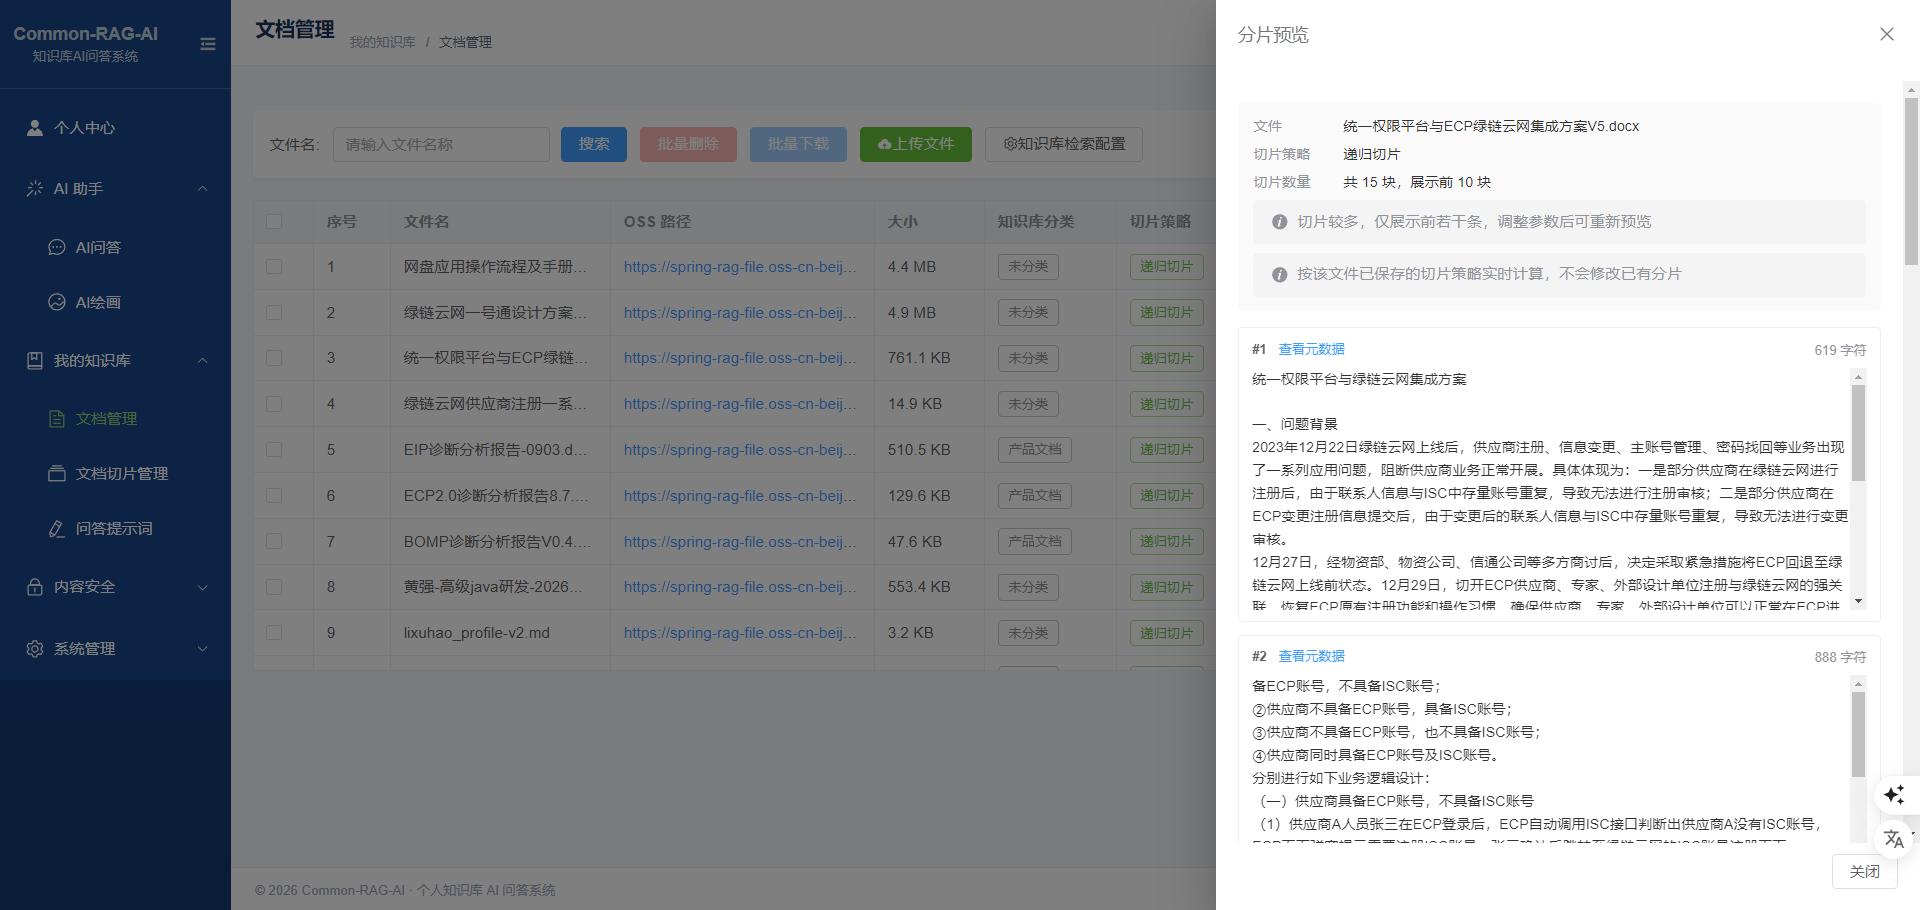 Common-RAG-AI
知识库AI问答系统
个人中心
AI 助手
AI问答
AI绘画
我的知识库
文档管理
文档切片管理
问答提示词
内容安全
系统管理
文档管理
我的知识库 / 文档管理
文件名: 请输入文件名称 搜索 批量删除 批量下载 上传文件 知识库检索配置
序号 文件名 OSS 路径 大小 知识库分类 切片策略
1 网盘应用操作流程及手册... https://spring-rag-file.oss-cn-beij... 4.4 MB 未分类 递归切片
2 绿链云网一号通设计方案... https://spring-rag-file.oss-cn-beij... 4.9 MB 未分类 递归切片
3 统一权限平台与ECP绿链... https://spring-rag-file.oss-cn-beij... 761.1 KB 未分类 递归切片
4 绿链云网供应商注册一系... https://spring-rag-file.oss-cn-beij... 14.9 KB 未分类 递归切片
5 EIP诊断分析报告-0903.d... https://spring-rag-file.oss-cn-beij... 510.5 KB 产品文档 递归切片
6 ECP2.0诊断分析报告8.7.... https://spring-rag-file.oss-cn-beij... 129.6 KB 产品文档 递归切片
7 BOMP诊断分析报告V0.4.... https://spring-rag-file.oss-cn-beij... 47.6 KB 产品文档 递归切片
8 黄强-高级java研发-2026... https://spring-rag-file.oss-cn-beij... 553.4 KB 未分类 递归切片
9 lixuhao_profile-v2.md https://spring-rag-file.oss-cn-beij... 3.2 KB 未分类 递归切片
© 2026 Common-RAG-AI · 个人知识库 AI 问答系统
分片预览
文件 统一权限平台与ECP绿链云网集成方案V5.docx
切片策略 递归切片
切片数量 共 15 块，展示前 10 块
切片较多，仅展示前若干条，调整参数后可重新预览
按该文件已保存的切片策略实时计算，不会修改已有分片
#1 查看元数据 619 字符
统一权限平台与绿链云网集成方案
一、问题背景
2023年12月22日绿链云网上线后，供应商注册、信息变更、主账号管理、密码找回等业务出现
了一系列应用问题，阻断供应商业务正常开展。具体体现为：一是部分供应商在绿链云网进行
注册后，由于联系人信息与ISC中存量账号重复，导致无法进行注册审核；二是部分供应商在
ECP变更注册信息提交后，由于变更后的联系人信息与ISC中存量账号重复，导致无法进行变更
审核。
12月27日，经物资部、物资公司、信通公司等多方商讨后，决定采取紧急措施将ECP回退至绿
链云网上线前状态。12月29日，切开ECP供应商、专家、外部设计单位注册与绿链云网的强关
联，恢复ECP原有注册功能和操作习惯，确保供应商、专家、外部设计单位可以正常在ECP进
#2 查看元数据 888 字符
备ECP账号，不具备ISC账号；
②供应商不具备ECP账号，具备ISC账号；
③供应商不具备ECP账号，也不具备ISC账号；
④供应商同时具备ECP账号及ISC账号。
分别进行如下业务逻辑设计：
（一）供应商具备ECP账号，不具备ISC账号
（1）供应商A人员张三在ECP登录后，ECP自动调用ISC接口判断出供应商A没有ISC账号，
关闭